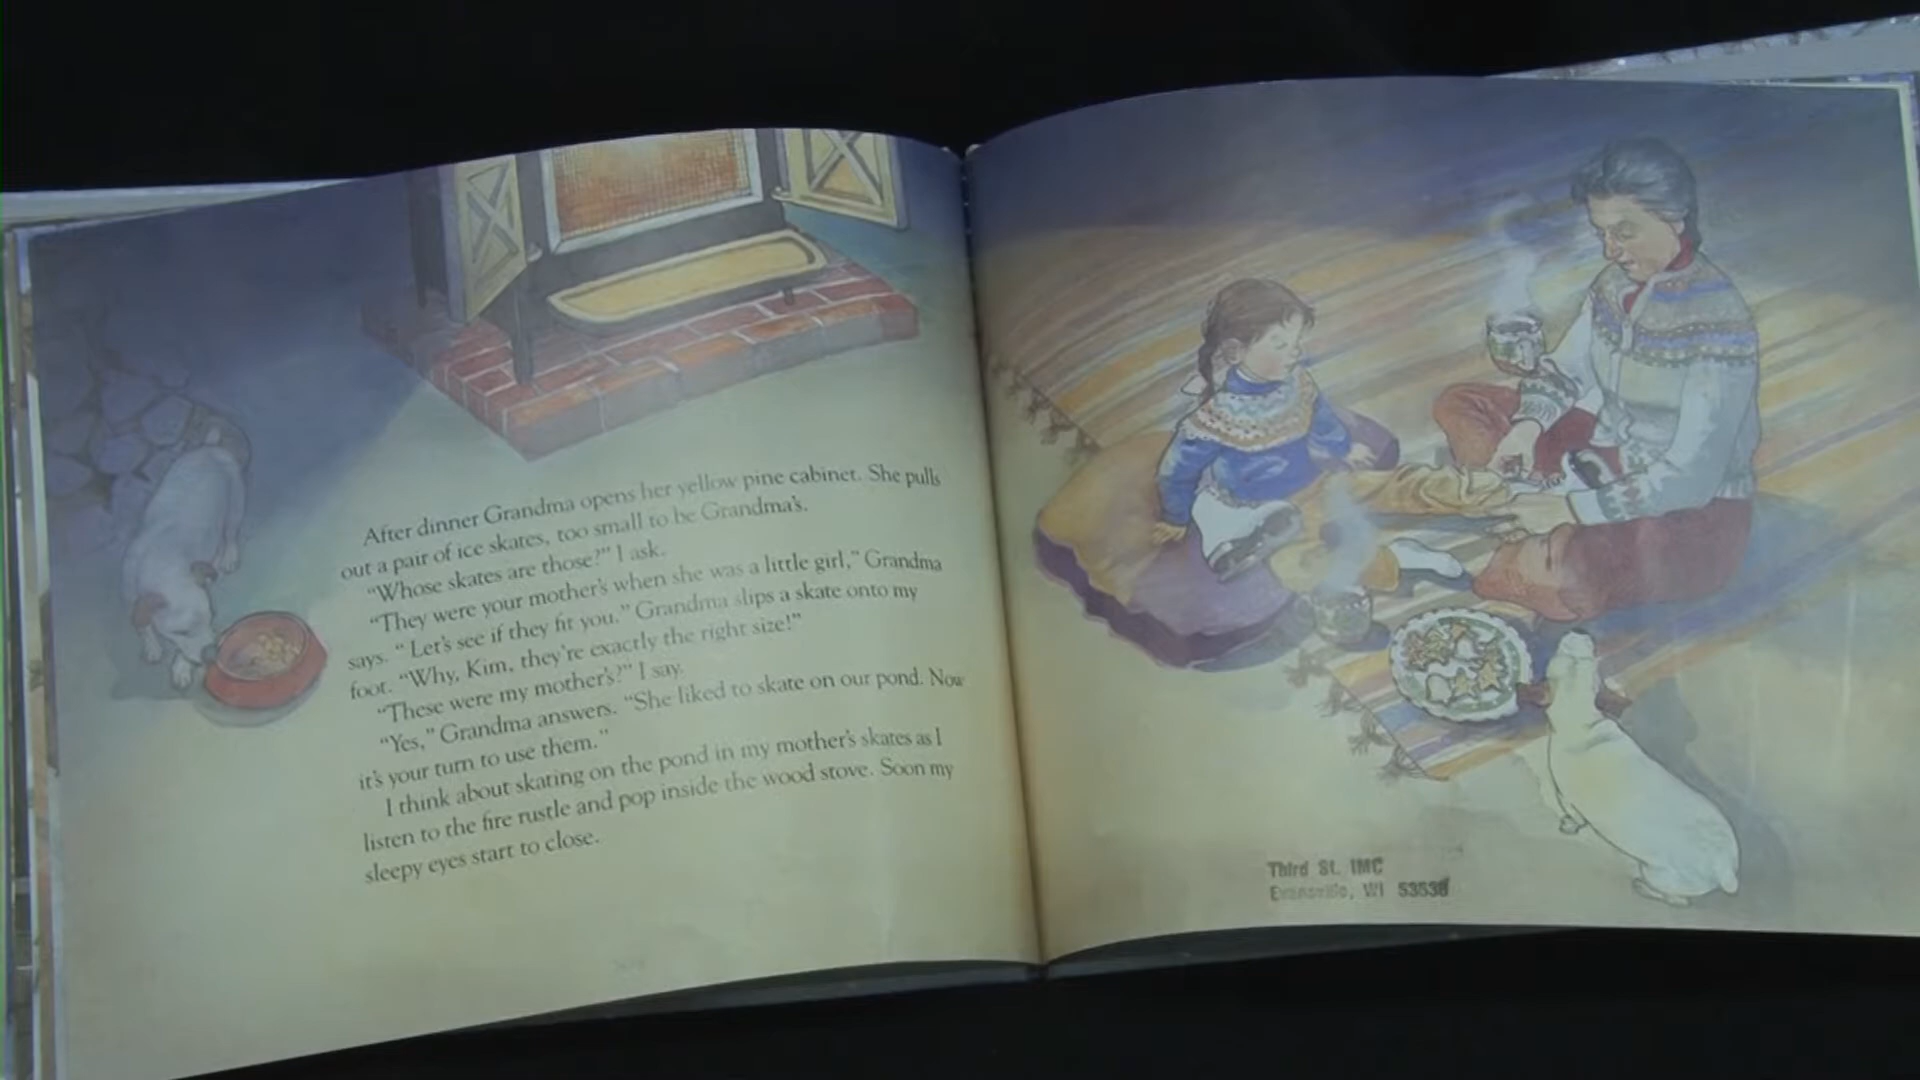 After dinner Grandma opens her yellow pine cabinet. She pulls
out a pair of ice skates, too small to be Grandma's.
"Whose skates are those?" I ask.
"They were your mother's when she was a little girl," Grandma
says. " Let's see if they fit you." Grandma slips a skate onto my
foot. "Why, Kim, they're exactly the right size!"
"These were my mother's?" I say.
"Yes," Grandma answers. "She liked to skate on our pond. Now
it's your turn to use them."
I think about skating on the pond in my mother's skates as I
listen to the fire rustle and pop inside the wood stove. Soon my
sleepy eyes start to close.
Third St. IMC
Evansville, WI 53536